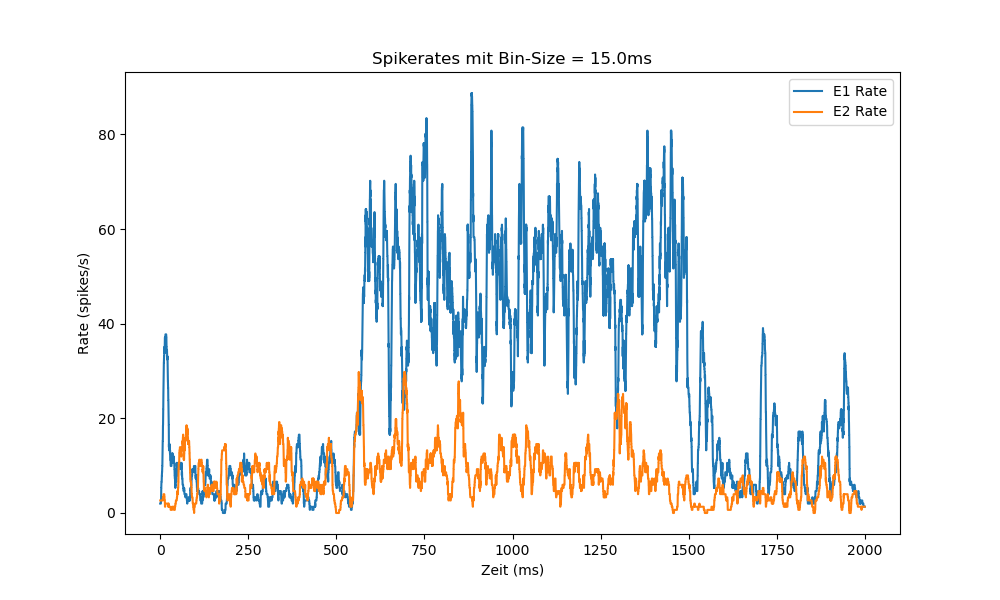 Spikerates mit Bin-Size = 15.0ms
E1 Rate
E2 Rate
Rate (spikes/s)
80
60
40
20
0
0 250 500 750 1000 1250 1500 1750 2000
Zeit (ms)